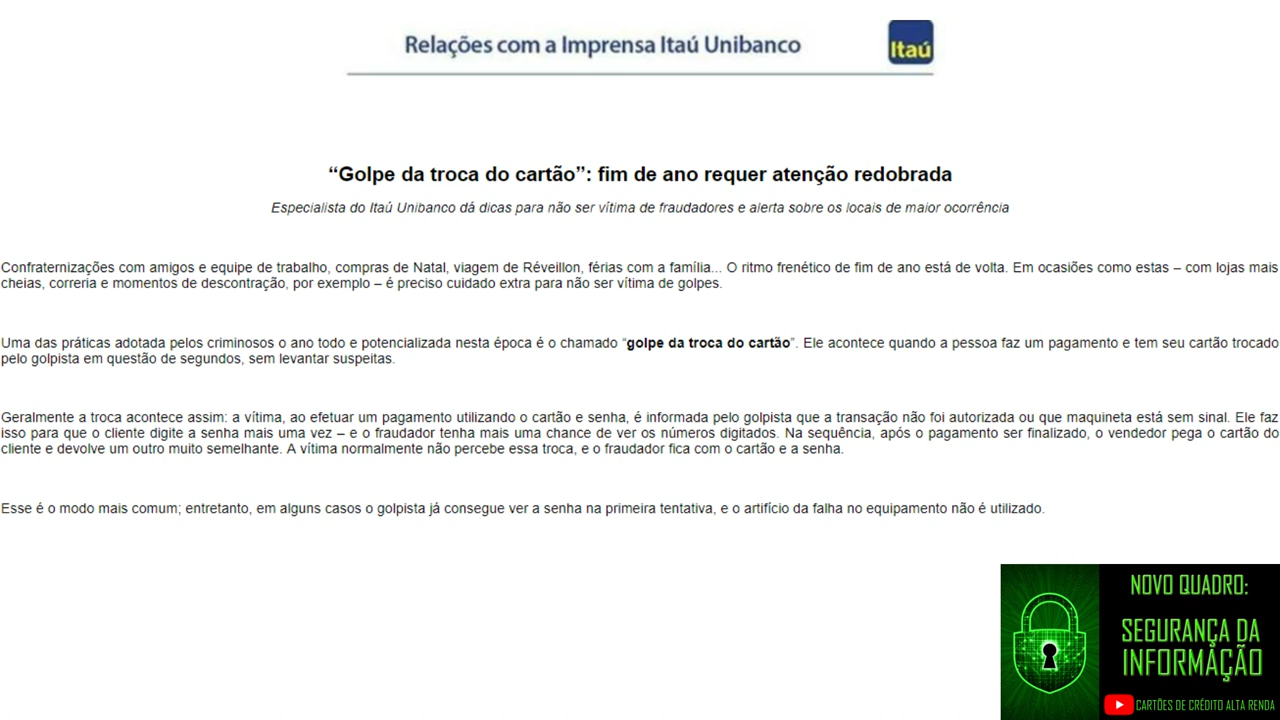 Relações com a Imprensa Itaú Unibanco
Itaú
“Golpe da troca do cartão”: fim de ano requer atenção redobrada
Especialista do Itaú Unibanco dá dicas para não ser vítima de fraudadores e alerta sobre os locais de maior ocorrência
Confraternizações com amigos e equipe de trabalho, compras de Natal, viagem de Réveillon, férias com a família... O ritmo frenético de fim de ano está de volta. Em ocasiões como estas – com lojas mais
cheias, correria e momentos de descontração, por exemplo – é preciso cuidado extra para não ser vítima de golpes.
Uma das práticas adotada pelos criminosos o ano todo e potencializada nesta época é o chamado “golpe da troca do cartão”. Ele acontece quando a pessoa faz um pagamento e tem seu cartão trocado
pelo golpista em questão de segundos, sem levantar suspeitas.
Geralmente a troca acontece assim: a vítima, ao efetuar um pagamento utilizando o cartão e senha, é informada pelo golpista que a transação não foi autorizada ou que maquineta está sem sinal. Ele faz
isso para que o cliente digite a senha mais uma vez – e o fraudador tenha mais uma chance de ver os números digitados. Na sequência, após o pagamento ser finalizado, o vendedor pega o cartão do
cliente e devolve um outro muito semelhante. A vítima normalmente não percebe essa troca, e o fraudador fica com o cartão e a senha.
Esse é o modo mais comum; entretanto, em alguns casos o golpista já consegue ver a senha na primeira tentativa, e o artifício da falha no equipamento não é utilizado.
NOVO QUADRO:
SEGURANÇA DA
INFORMAÇÃO
CARTÕES DE CRÉDITO ALTA RENDA